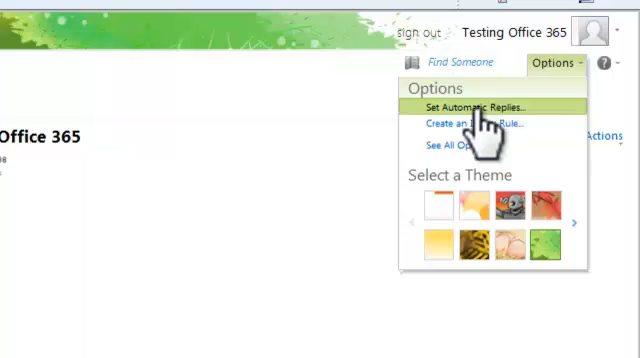 sign out Testing Office 365
Find Someone Options ?
Options
Office 365
Set Automatic Replies...
Create an Rule...
Actions
See All
Select a Theme